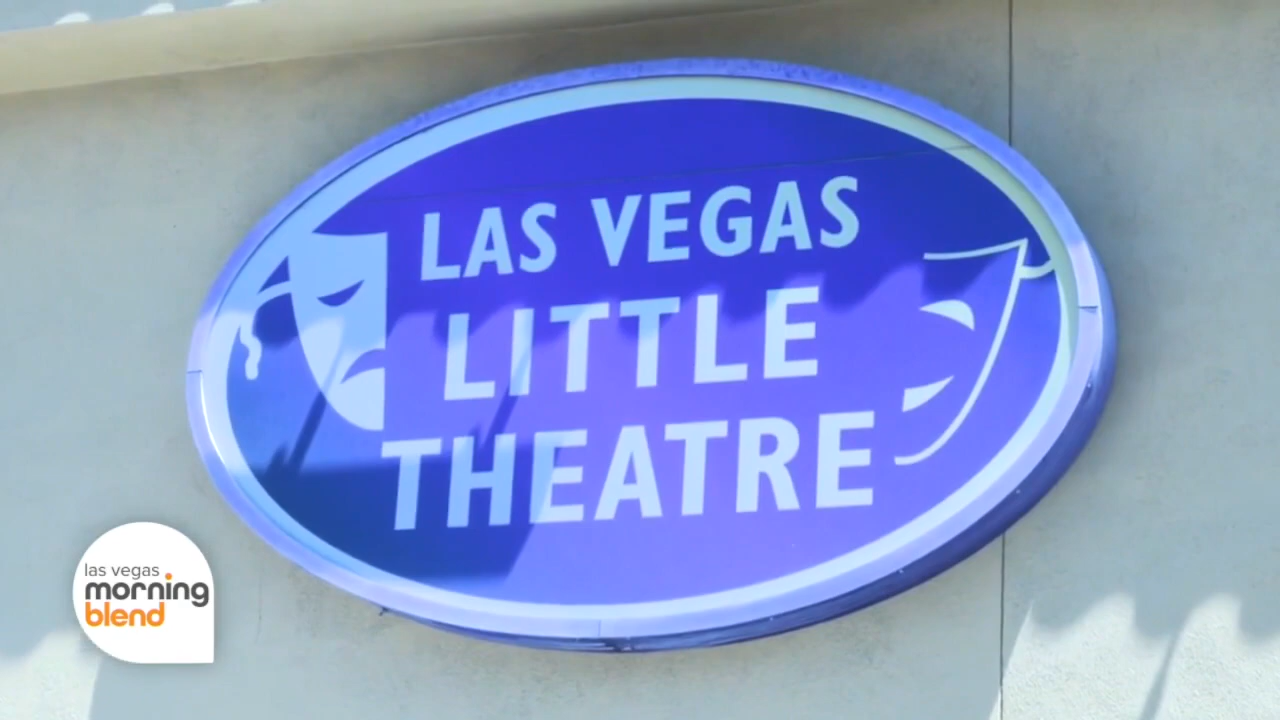 LAS VEGAS
LITTLE
THEATRE
las vegas
morning
blend